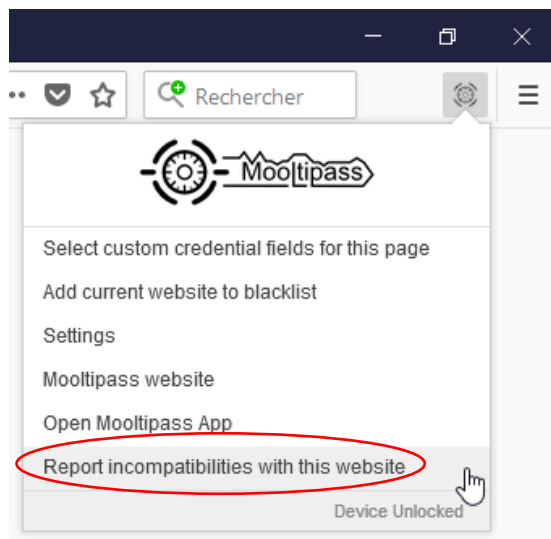 Rechercher
Mooltipass
Select custom credential fields for this page
Add current website to blacklist
Settings
Mooltipass website
Open Mooltipass App
Report incompatibilities with this website
Device Unlocked